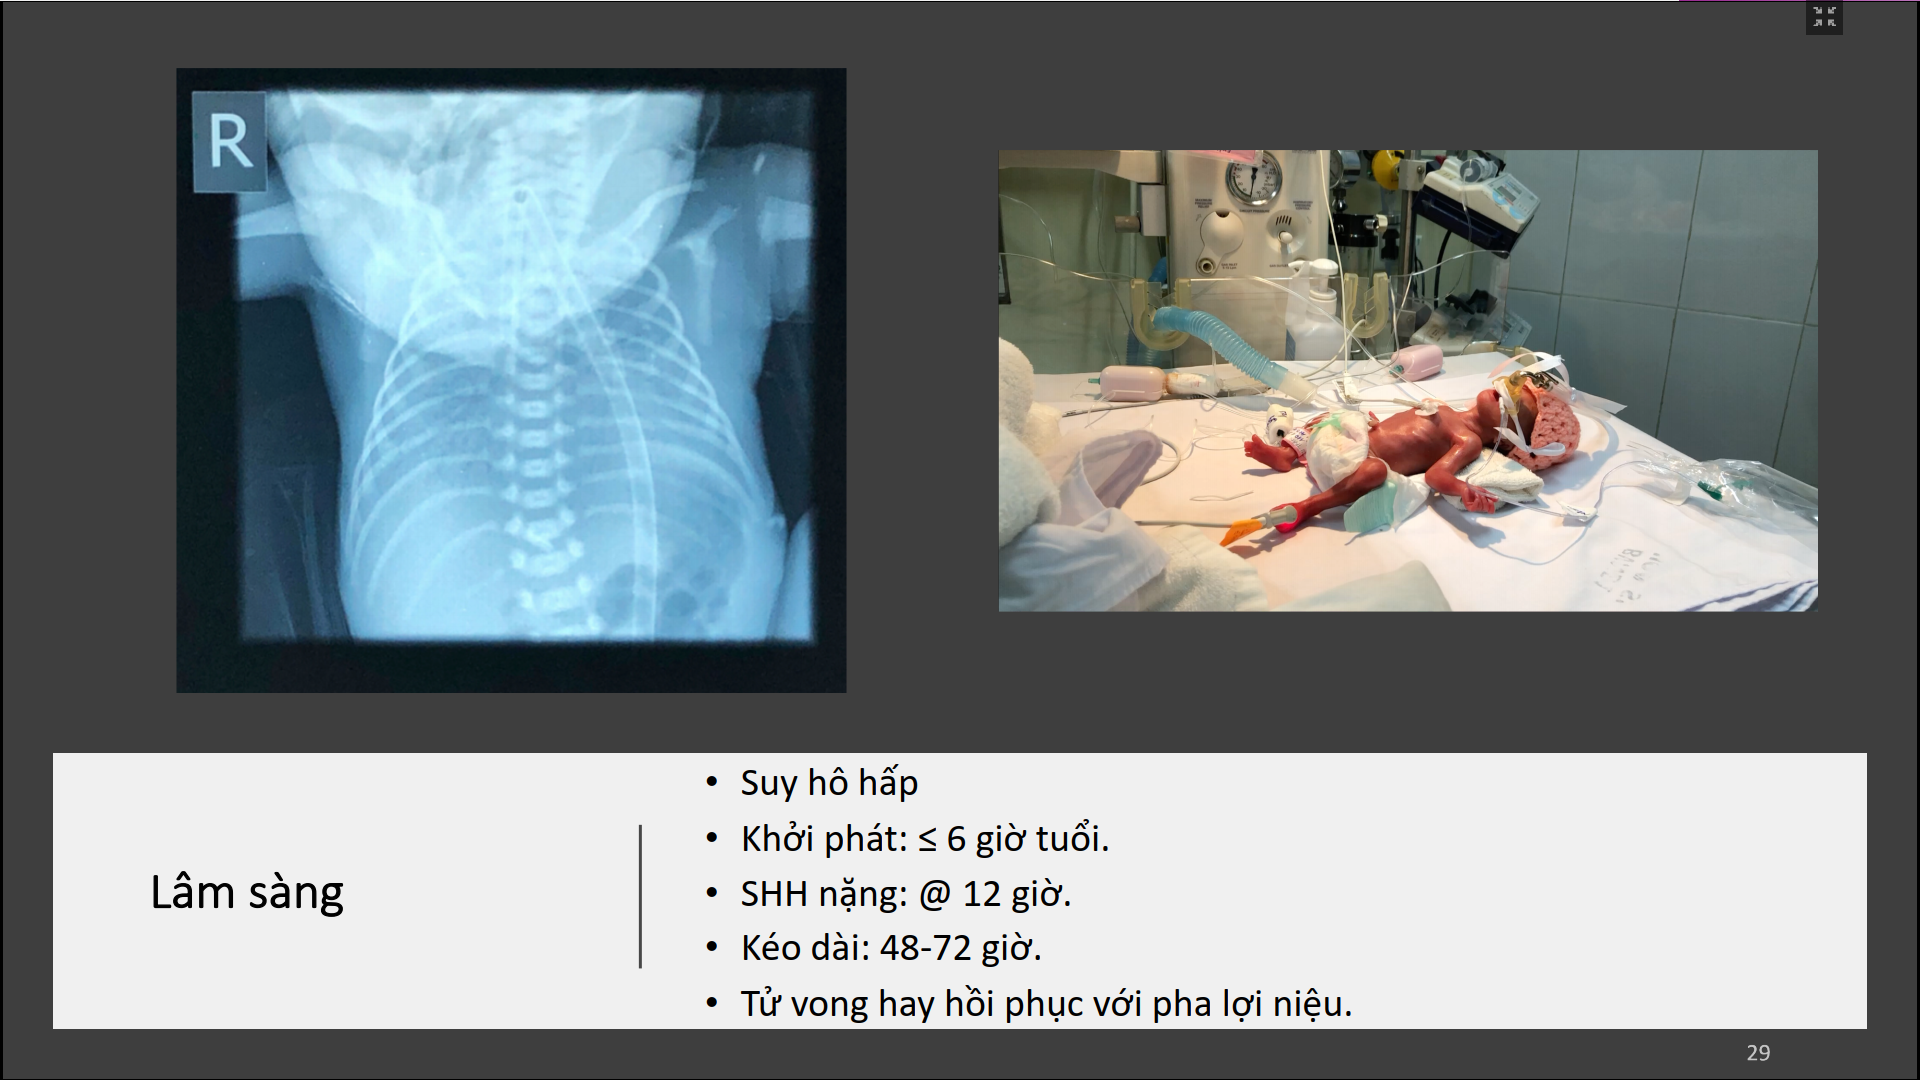 R
Lâm sàng
• Suy hô hấp
• Khởi phát: ≤ 6 giờ tuổi.
• SHH nặng: @ 12 giờ.
• Kéo dài: 48-72 giờ.
• Tử vong hay hồi phục với pha lợi niệu.
29